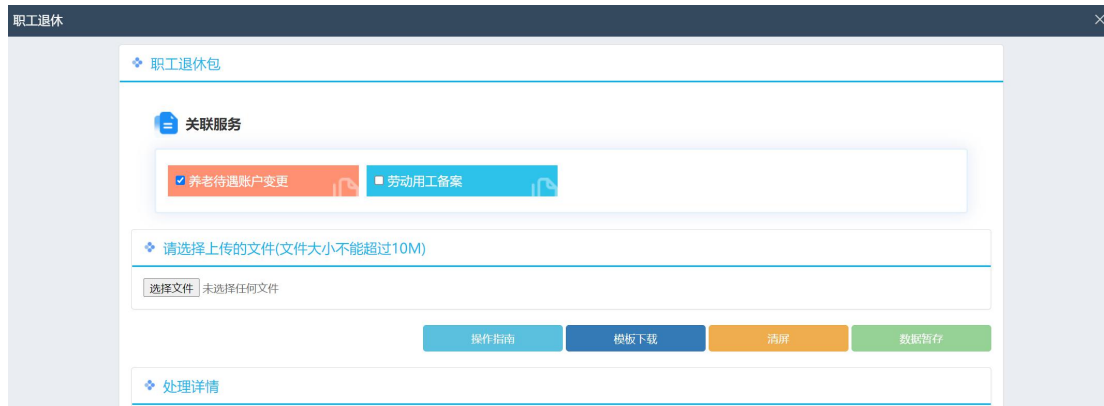 职工退休
职工退休包
关联服务
养老待遇账户变更 劳动用工备案
请选择上传的文件(文件大小不能超过10M)
选择文件 未选择任何文件
操作指南 模板下载 清屏 数据暂存
处理详情